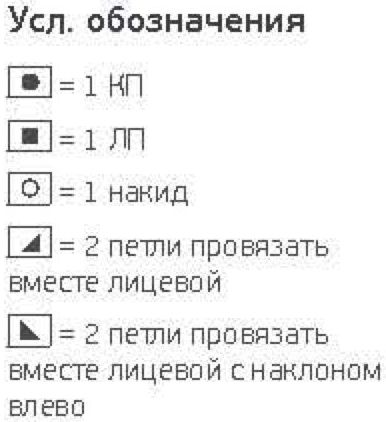 Усл. обозначения
= 1 КП
= 1 ЛП
= 1 накид
= 2 петли провязать
вместе лицевой
= 2 петли провязать
вместе лицевой с наклоном
влево